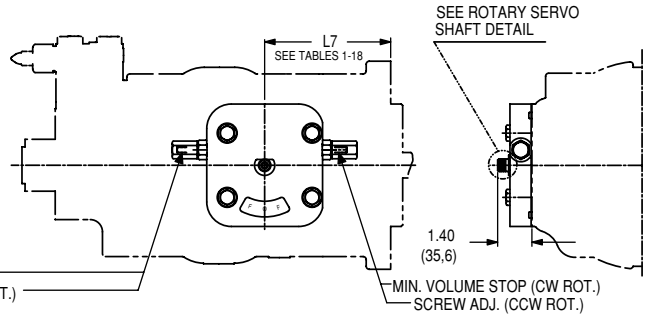 SEE ROTARY SERVO
SHAFT DETAIL
L7
SEE TABLES 1-18
F 0 F
1.40
(35,6)
T.)
MIN. VOLUME STOP (CW ROT.)
SCREW ADJ. (CCW ROT.)